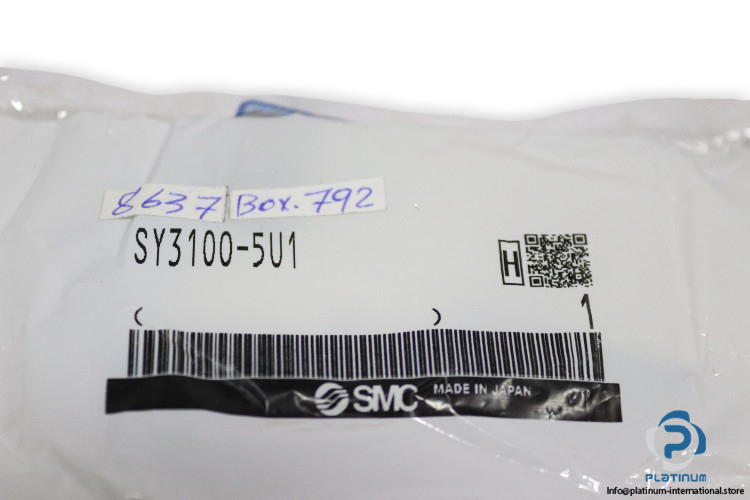 8637 Box.792
SY3100-5U1
H
1
( )
SMC MADE IN JAPAN
PLATINUM
Info@platinum-international.store